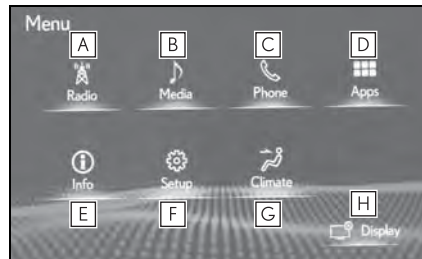 Menu
A B C D
Radio Media Phone Apps
Info Setup Climate
E F G H
Display